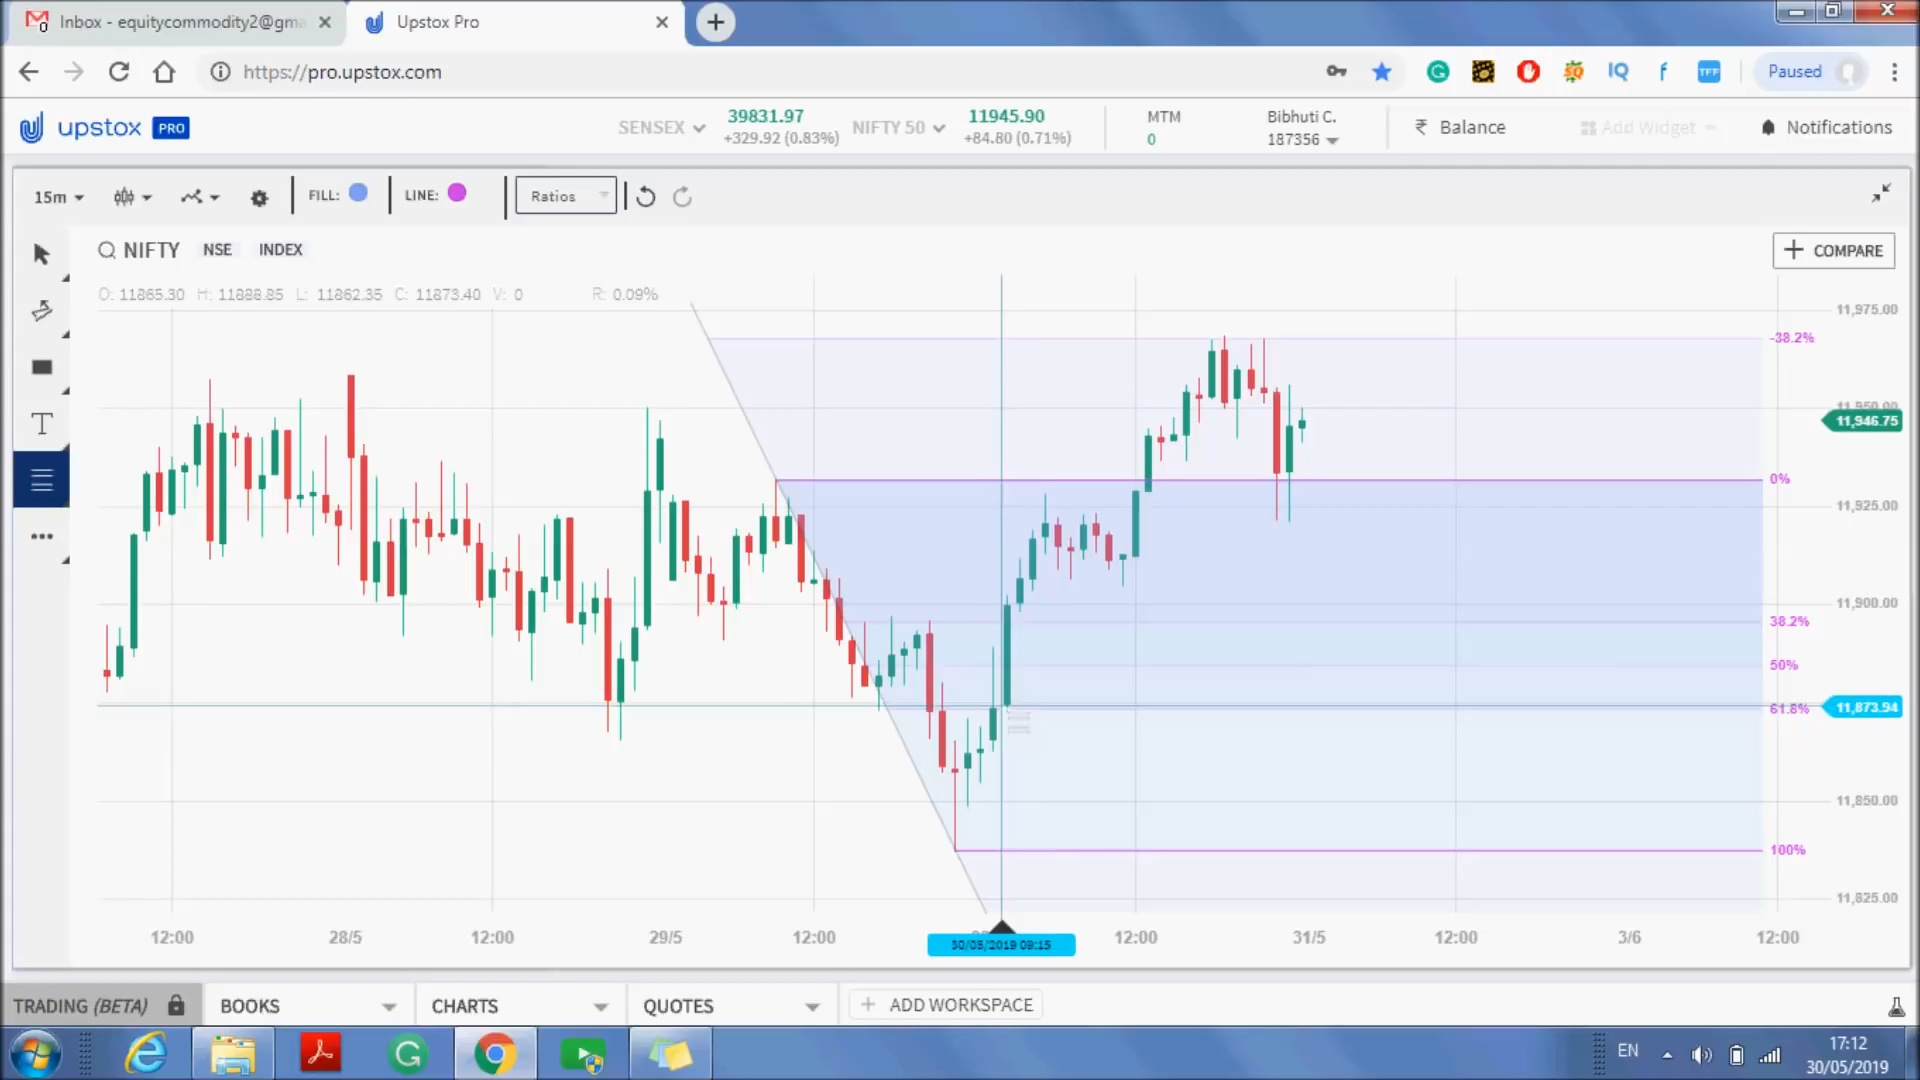 Inbox - equitycommodity2@gma
Upstox Pro
https://pro.upstox.com
IQ
f
TFF
Paused
upstox PRO
SENSEX
39831.97
+329.92 (0.83%)
NIFTY 50
11945.90
+84.80 (0.71%)
MTM
0
Bibhuti C.
187356
₹ Balance
Add Widget
Notifications
15m
FILL:
LINE:
Ratios
NIFTY NSE INDEX
+ COMPARE
O: 11865.30 H: 11888.85 L: 11862.35 C: 11873.40 V: 0 R: 0.09%
11,975.00
-38.2%
11,950.00
11,946.75
0%
11,925.00
11,900.00
38.2%
50%
61.8%
11,873.94
11,850.00
100%
11,825.00
12:00 28/5 12:00 29/5 12:00 30/05/2019 09:15 12:00 31/5 12:00 3/6 12:00
TRADING (BETA) BOOKS CHARTS QUOTES + ADD WORKSPACE
EN
17:12
30/05/2019